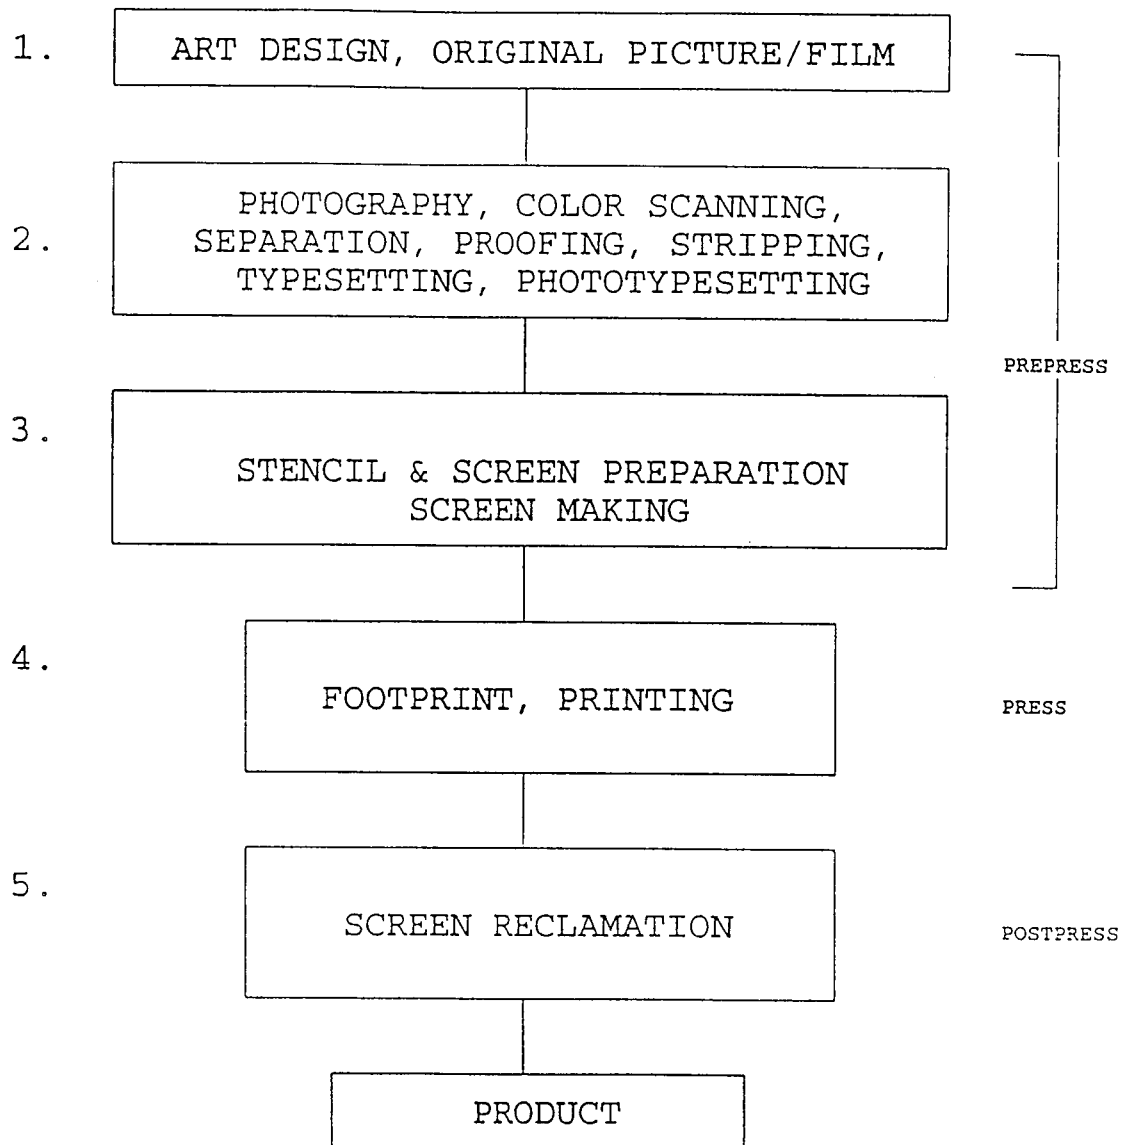 1.
ART DESIGN, ORIGINAL PICTURE/FILM
2.
PHOTOGRAPHY, COLOR SCANNING,
SEPARATION, PROOFING, STRIPPING,
TYPESETTING, PHOTOTYPESETTING
PREPRESS
3.
STENCIL & SCREEN PREPARATION
SCREEN MAKING
4.
FOOTPRINT, PRINTING
PRESS
5.
SCREEN RECLAMATION
POSTPRESS
PRODUCT